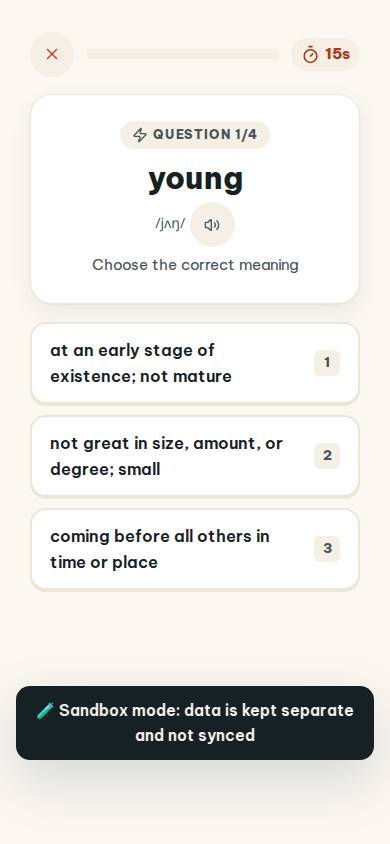 15s
QUESTION 1/4
young
/jʌŋ/
Choose the correct meaning
at an early stage of
existence; not mature
1
not great in size, amount, or
degree; small
2
coming before all others in
time or place
3
🧪 Sandbox mode: data is kept separate
and not synced